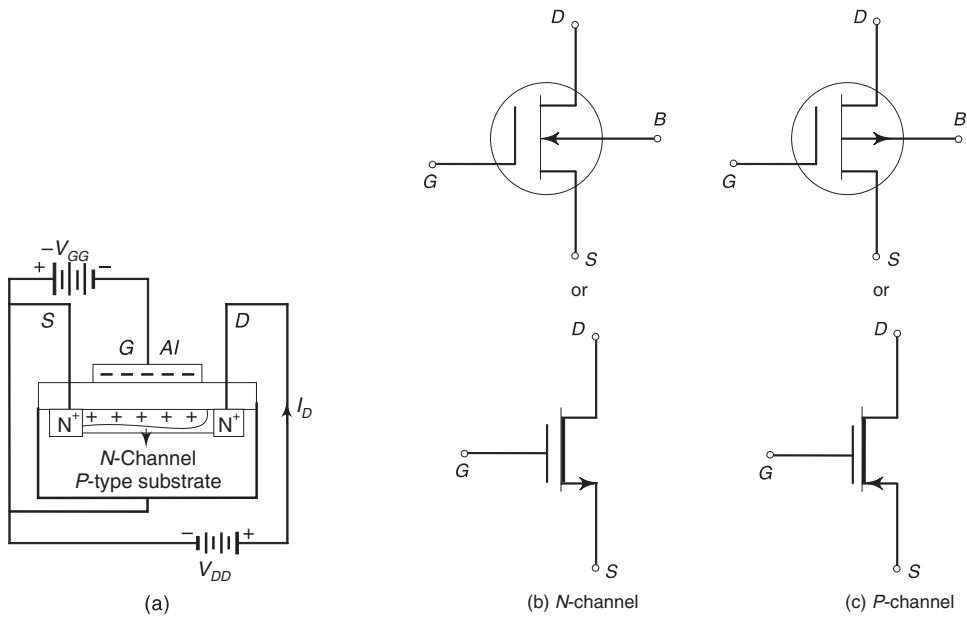 −V_GG
+ −
S D
G Al
− − − − −
N⁺ + + + + + N⁺
I_D
N-Channel
P-type substrate
− +
V_DD
(a)
D
B
G
S
or
D
G
S
(b) N-channel
D
B
G
S
or
D
G
S
(c) P-channel